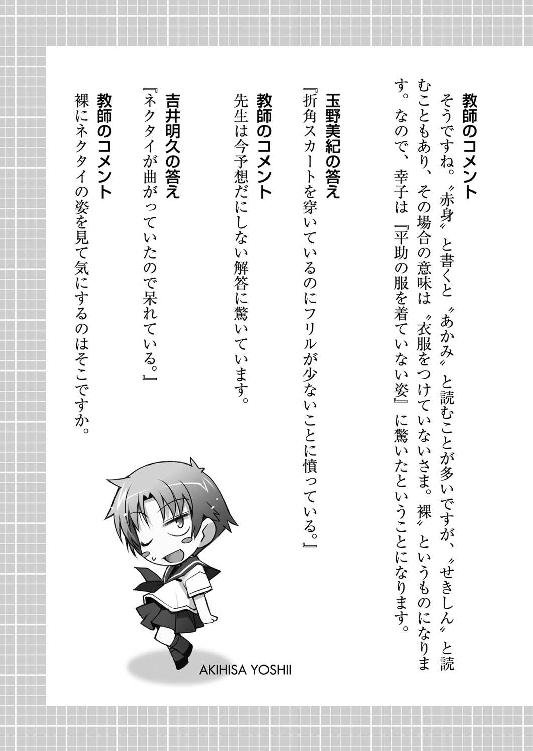 教師のコメント
そうですね。〝赤身〟と書くと〝あかみ〟と読むことが多いですが、〝せきしん〟と読
むこともあり、その場合の意味は〝衣服をつけていないさま。裸〟というものになりま
す。なので、幸子は『平助の服を着ていない姿』に驚いたということになります。
玉野美紀の答え
『折角スカートを穿いているのにフリルが少ないことに憤っている。』
教師のコメント
先生は今予想だにしない解答に驚いています。
吉井明久の答え
『ネクタイが曲がっていたので呆れている。』
教師のコメント
裸にネクタイの姿を見て気にするのはそこですか。
AKIHISA YOSHII